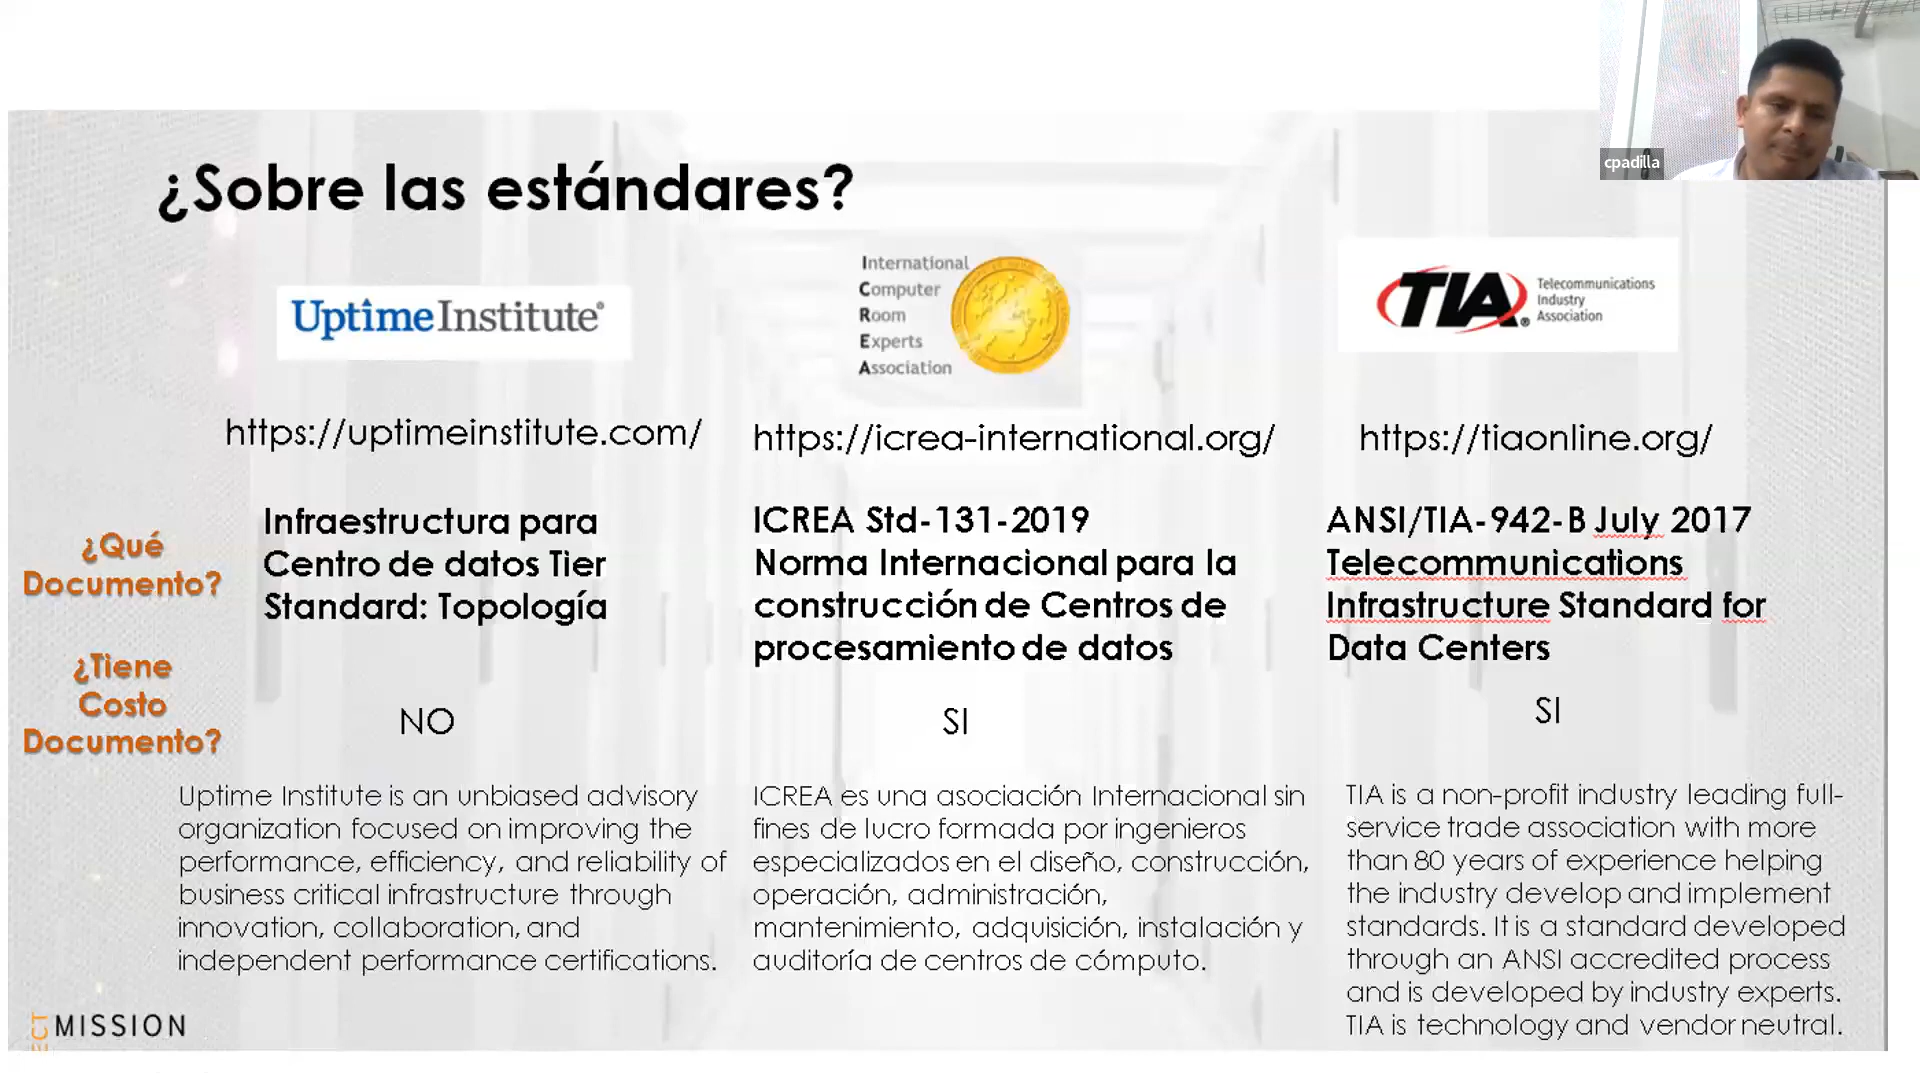 cpadilla
¿Sobre las estándares?
Uptime Institute®
International
Computer
Room
Experts
Association
TIA®
Telecommunications
Industry
Association
https://uptimeinstitute.com/
https://icrea-international.org/
https://tiaonline.org/
¿Qué
Documento?
Infraestructura para
Centro de datos Tier
Standard: Topología
ICREA Std-131-2019
Norma Internacional para la
construcción de Centros de
procesamiento de datos
ANSI/TIA-942-B July 2017
Telecommunications
Infrastructure Standard for
Data Centers
¿Tiene
Costo
Documento?
NO
SI
SI
Uptime Institute is an unbiased advisory
organization focused on improving the
performance, efficiency, and reliability of
business critical infrastructure through
innovation, collaboration, and
independent performance certifications.
ICREA es una asociación Internacional sin
fines de lucro formada por ingenieros
especializados en el diseño, construcción,
operación, administración,
mantenimiento, adquisición, instalación y
auditoría de centros de cómputo.
TIA is a non-profit industry leading full-
service trade association with more
than 80 years of experience helping
the industry develop and implement
standards. It is a standard developed
through an ANSI accredited process
and is developed by industry experts.
TIA is technology and vendor neutral.
MISSION